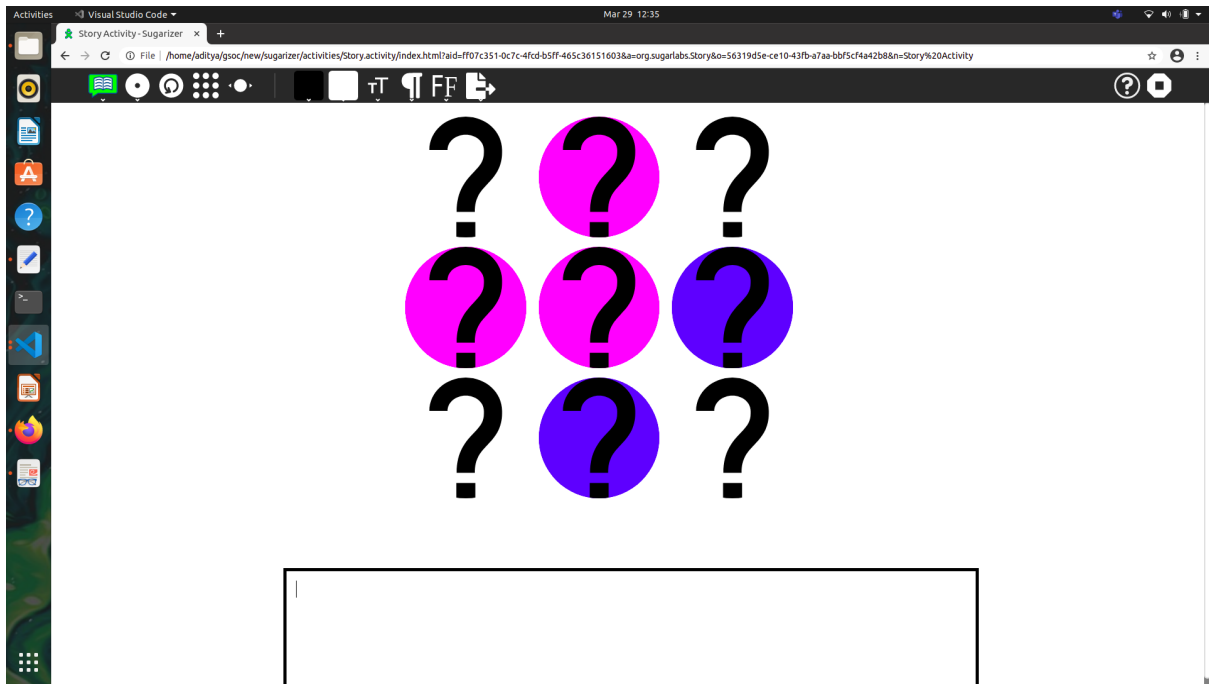 Activities Visual Studio Code Mar 29 12:35
Story Activity - Sugarizer × +
File | /home/aditya/gsoc/new/sugarizer/activities/Story.activity/index.html?aid=ff07c351-0c7c-4fcd-b5ff-465c36151603&a=org.sugarlabs.Story&o=56319d5e-ce10-43fb-a7aa-bbf5cf4a42b8&n=Story%20Activity
TT ¶ FF ?
? ? ?
? ? ?
? ? ?